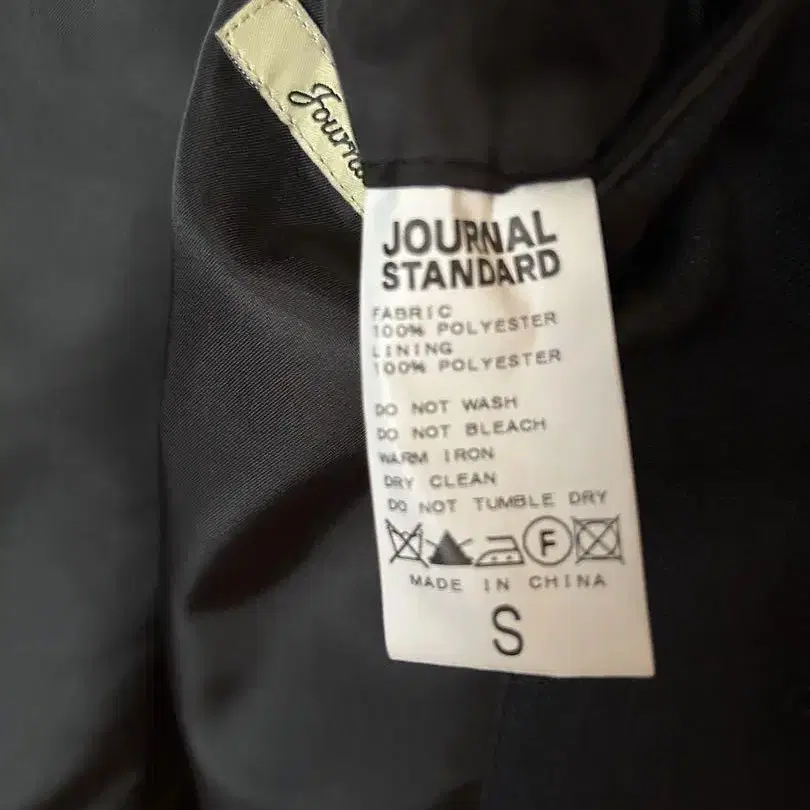 JOURNAL
STANDARD
FABRIC
100% POLYESTER
LINING
100% POLYESTER
DO NOT WASH
DO NOT BLEACH
WARM IRON
DRY CLEAN
DO NOT TUMBLE DRY
F
MADE IN CHINA
S